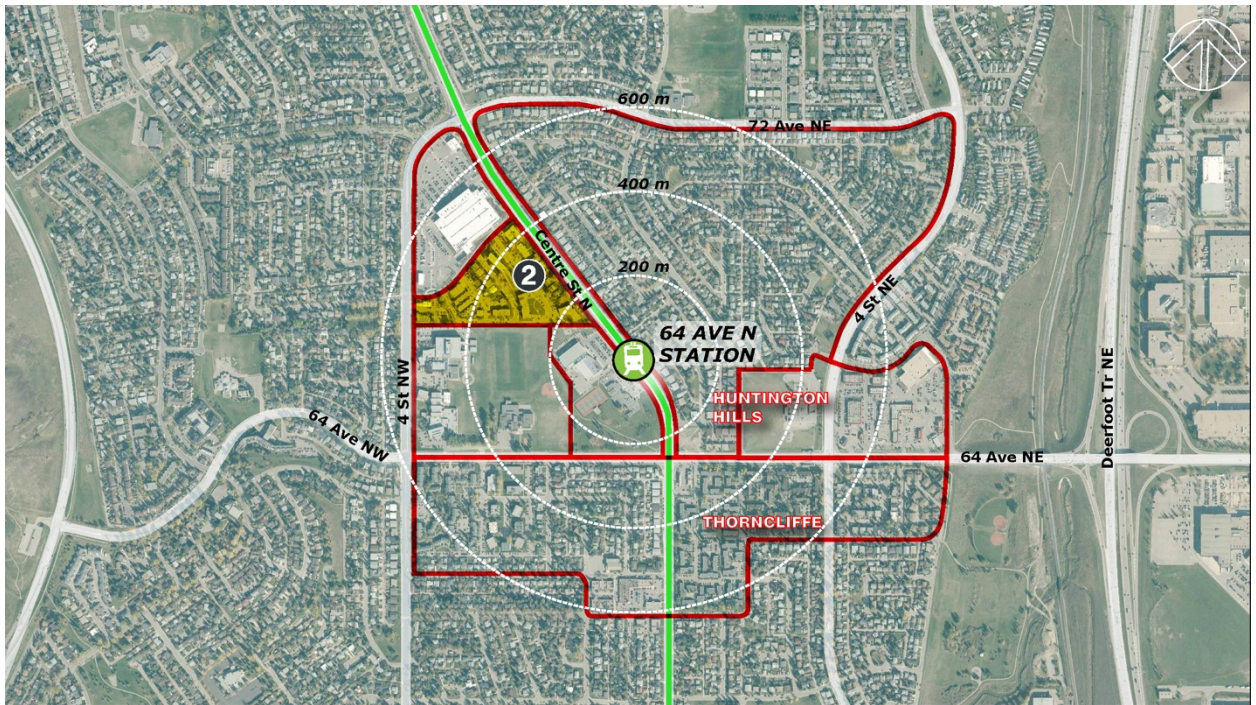 600 m
72 Ave NE
400 m
Centre St N
2
200 m
4 St NE
64 AVE N
STATION
4 St NW
HUNTINGTON
HILLS
64 Ave NW
Deerfoot Tr NE
64 Ave NE
THORNCLIFFE